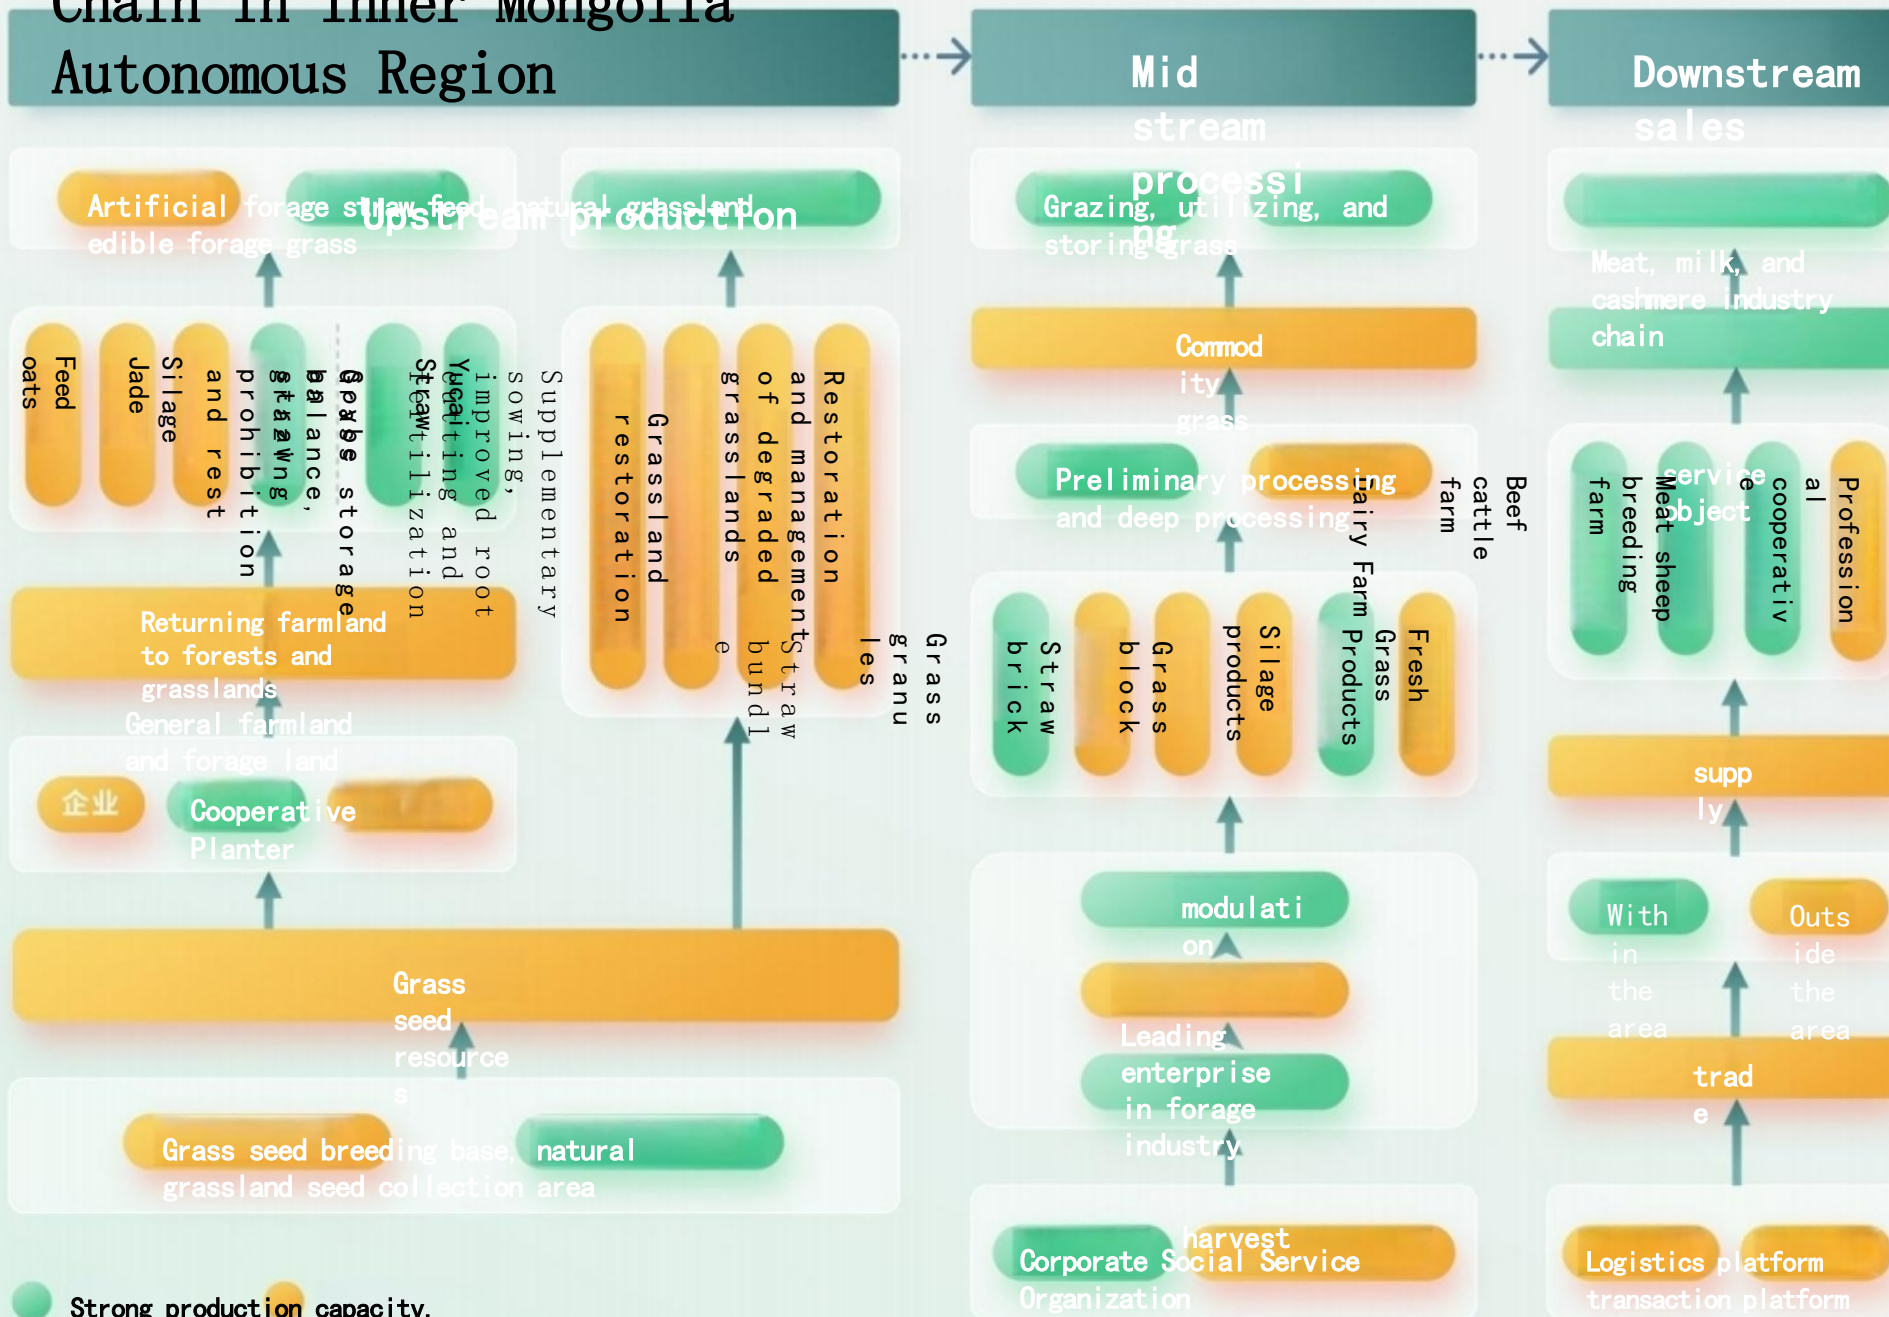 Chain in Inner Mongolia
Autonomous Region
Upstream production
Mid
stream
processi
ng
Downstream
sales
Artificial forage straw feed, natural grassland
edible forage grass
Grazing, utilizing, and
storing grass
Meat, milk, and
cashmere industry
chain
Feed
oats
Silage
Jade
prohibition
and rest
balance,
Grass storage
Yucai
Straw
Supplementary
sowing,
improved root
cutting and
fertilization
Grassland
restoration
Restoration
and management
of degraded
grasslands
Commod
ity
grass
Preliminary processing
and deep processing
Dairy Farm
Beef
cattle
farm
service
object
Meat sheep
breeding
farm
Profession
al
cooperativ
e
Returning farmland
to forests and
grasslands
General farmland
and forage land
企业
Cooperative
Planter
Straw
bundl
e
Grass
granu
les
Straw
brick
Grass
block
Silage
products
Fresh
Grass
Products
supp
ly
modulati
on
Leading
enterprise
in forage
industry
With
in
the
area
Outs
ide
the
area
Grass
seed
resource
s
trad
e
Grass seed breeding base, natural
grassland seed collection area
harvest
Corporate Social Service
Organization
Logistics platform
transaction platform
Strong production capacity.